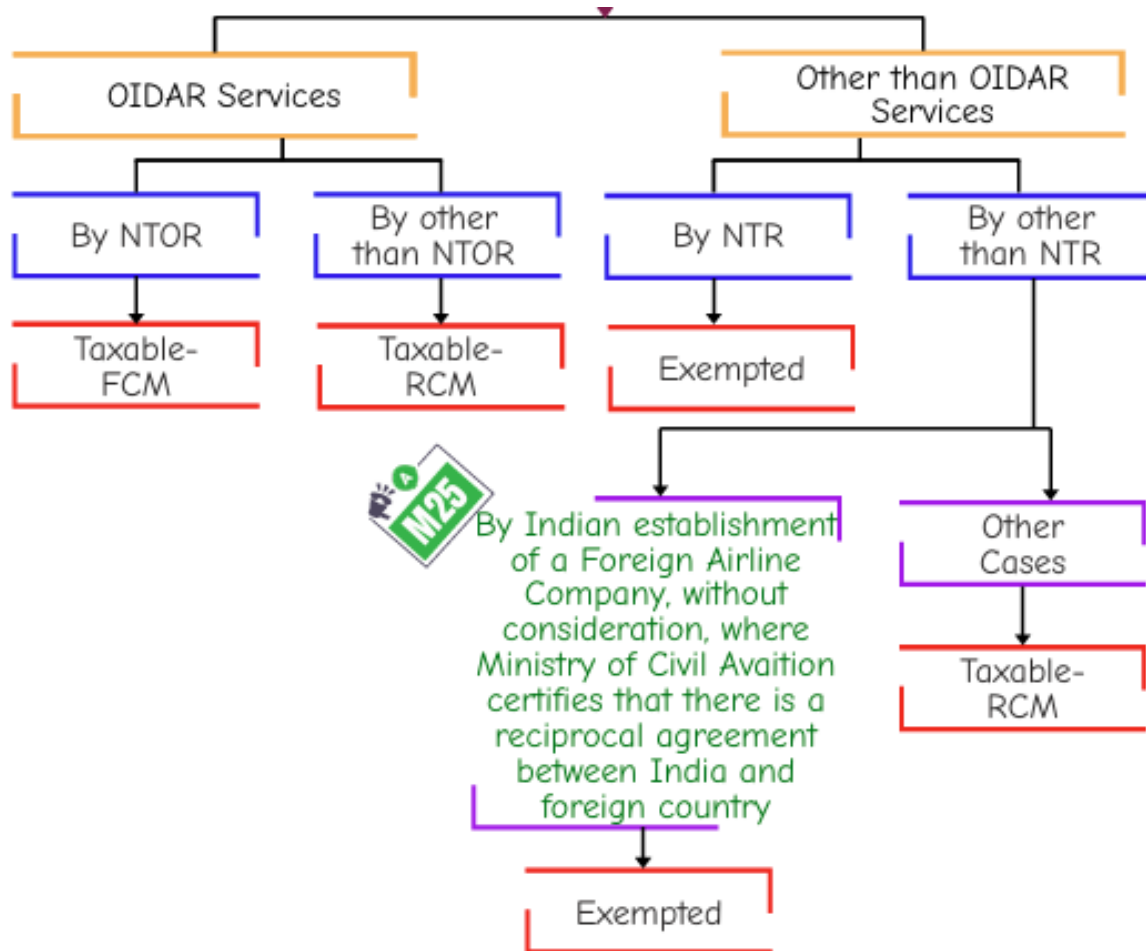 OIDAR Services
Other than OIDAR
Services
By NTOR
By other
than NTOR
By NTR
By other
than NTR
Taxable-
FCM
Taxable-
RCM
Exempted
A
M25
By Indian establishment
of a Foreign Airline
Company, without
consideration, where
Ministry of Civil Avaition
certifies that there is a
reciprocal agreement
between India and
foreign country
Other
Cases
Taxable-
RCM
Exempted